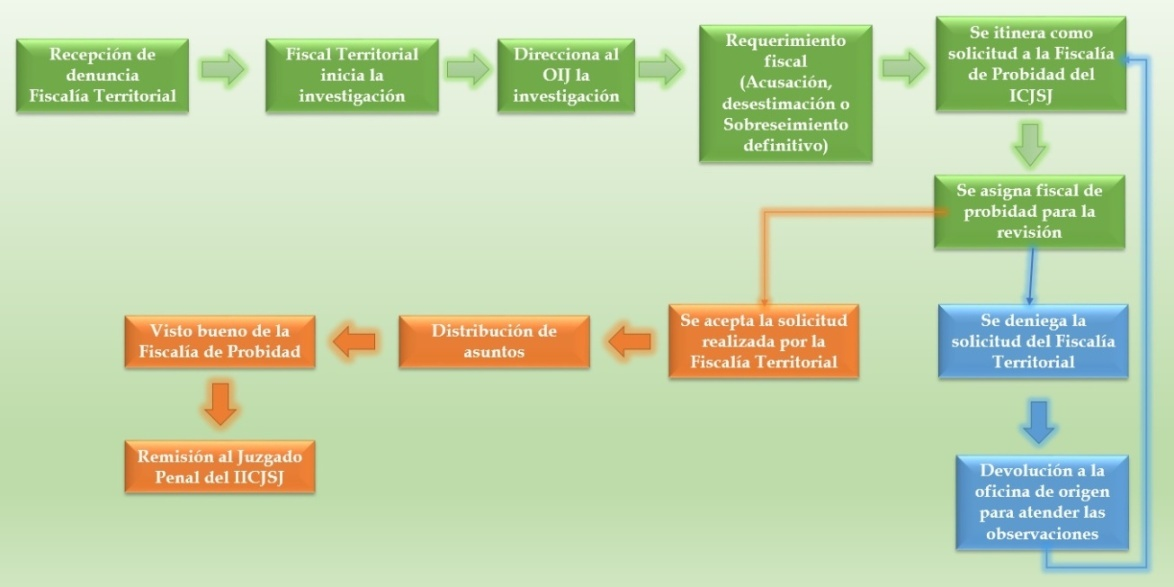 Recepción de
denuncia
Fiscalía Territorial
Fiscal Territorial
inicia la
investigación
Direcciona al
OIJ la
investigación
Requerimiento
fiscal
(Acusación,
desestimación o
Sobreseimiento
definitivo)
Se itinera como
solicitud a la Fiscalía
de Probidad del
ICJSJ
Se asigna fiscal de
probidad para la
revisión
Se acepta la solicitud
realizada por la
Fiscalía Territorial
Distribución de
asuntos
Visto bueno de la
Fiscalía de Probidad
Remisión al Juzgado
Penal del IICJSJ
Se deniega la
solicitud del Fiscalía
Territorial
Devolución a la
oficina de origen
para atender las
observaciones